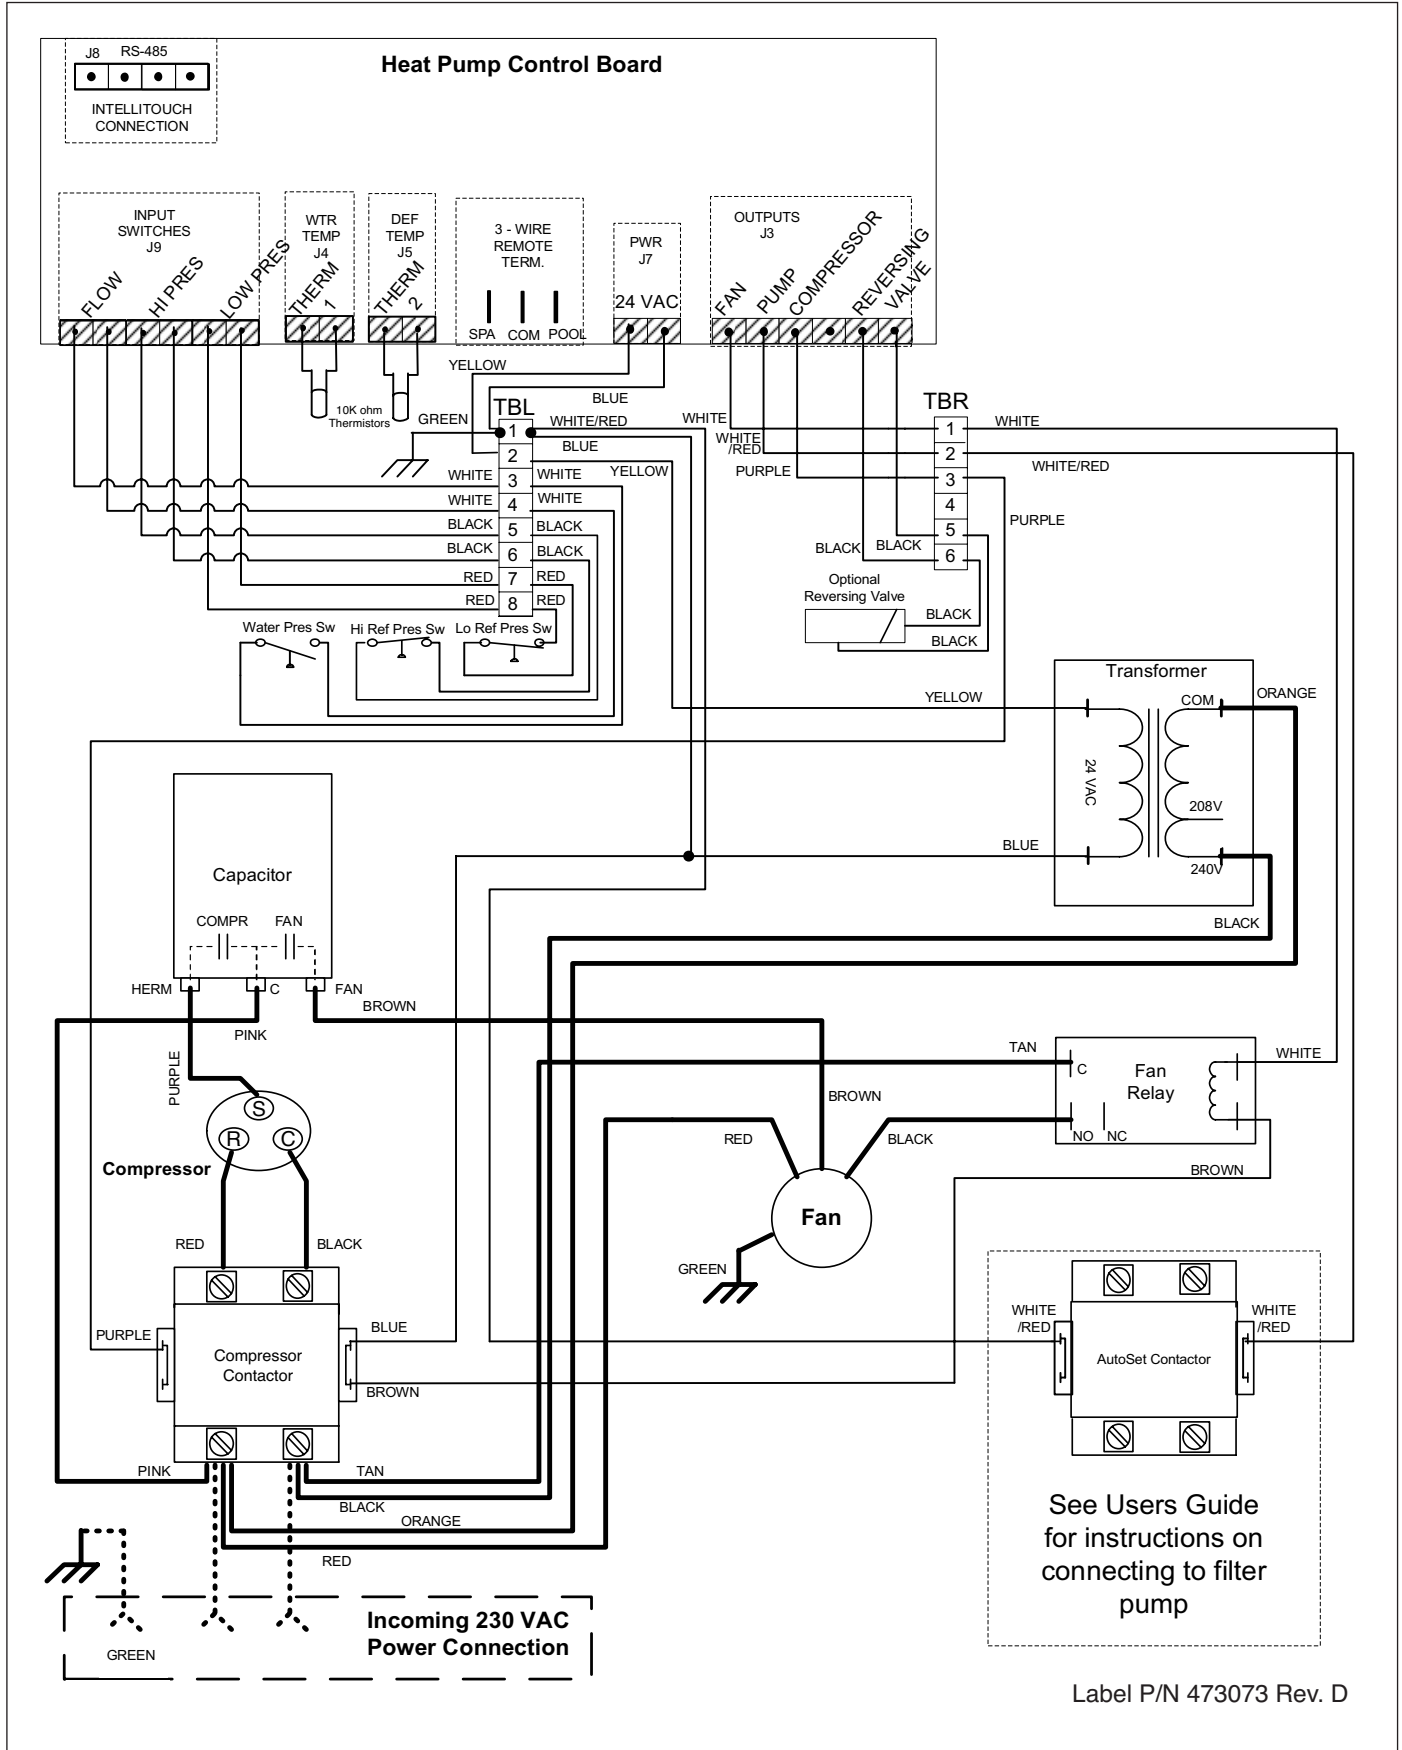 Heat Pump Control Board
J8 RS-485
INTELLITOUCH
CONNECTION
INPUT
SWITCHES
J9
FLOW
HI PRES
LOW PRES
WTR
TEMP
J4
THERM
1
DEF
TEMP
J5
THERM
2
3 - WIRE
REMOTE
TERM.
SPA COM POOL
PWR
J7
24 VAC
OUTPUTS
J3
FAN
PUMP
COMPRESSOR
REVERSING
VALVE
10K ohm
Thermistors
YELLOW
BLUE
GREEN
TBL
1
2
3
4
5
6
7
8
WHITE/RED
BLUE
YELLOW
WHITE WHITE
WHITE WHITE
BLACK BLACK
BLACK BLACK
RED RED
RED RED
TBR
1
2
3
4
5
6
WHITE WHITE
WHITE
/RED
WHITE/RED
PURPLE
PURPLE
BLACK BLACK
Optional
Reversing Valve
BLACK
BLACK
Water Pres Sw Hi Ref Pres Sw Lo Ref Pres Sw
YELLOW
Transformer
COM
ORANGE
24 VAC
208V
240V
BLUE
BLACK
Capacitor
COMPR FAN
HERM C FAN
BROWN
PINK
PURPLE
S
R C
Compressor
RED BLACK
TAN
C
Fan
Relay
NO NC
WHITE
BROWN
BROWN
RED BLACK
Fan
GREEN
PURPLE
Compressor
Contactor
BLUE
BROWN
PINK TAN
BLACK
ORANGE
RED
WHITE
/RED
WHITE
/RED
AutoSet Contactor
See Users Guide
for instructions on
connecting to filter
pump
Incoming 230 VAC
Power Connection
GREEN
Label P/N 473073 Rev. D